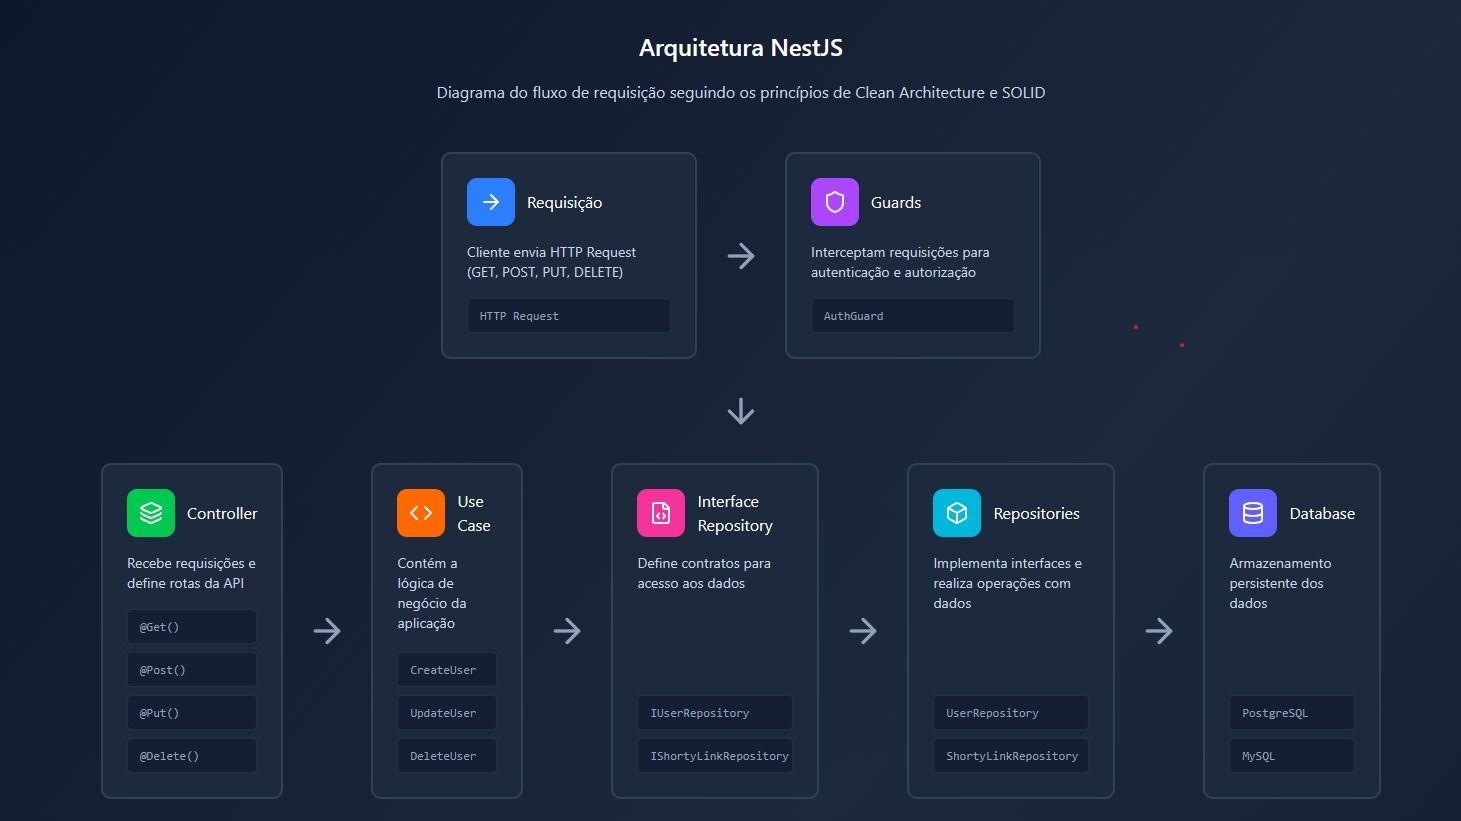 Arquitetura NestJS
Diagrama do fluxo de requisição seguindo os princípios de Clean Architecture e SOLID
Requisição
Cliente envia HTTP Request
(GET, POST, PUT, DELETE)
HTTP Request
Guards
Interceptam requisições para
autenticação e autorização
AuthGuard
Controller
Recebe requisições e
define rotas da API
@Get()
@Post()
@Put()
@Delete()
Use
Case
Contém a
lógica de
negócio da
aplicação
CreateUser
UpdateUser
DeleteUser
Interface
Repository
Define contratos para
acesso aos dados
IUserRepository
IShortyLinkRepository
Repositories
Implementa interfaces e
realiza operações com
dados
UserRepository
ShortyLinkRepository
Database
Armazenamento
persistente dos
dados
PostgreSQL
MySQL